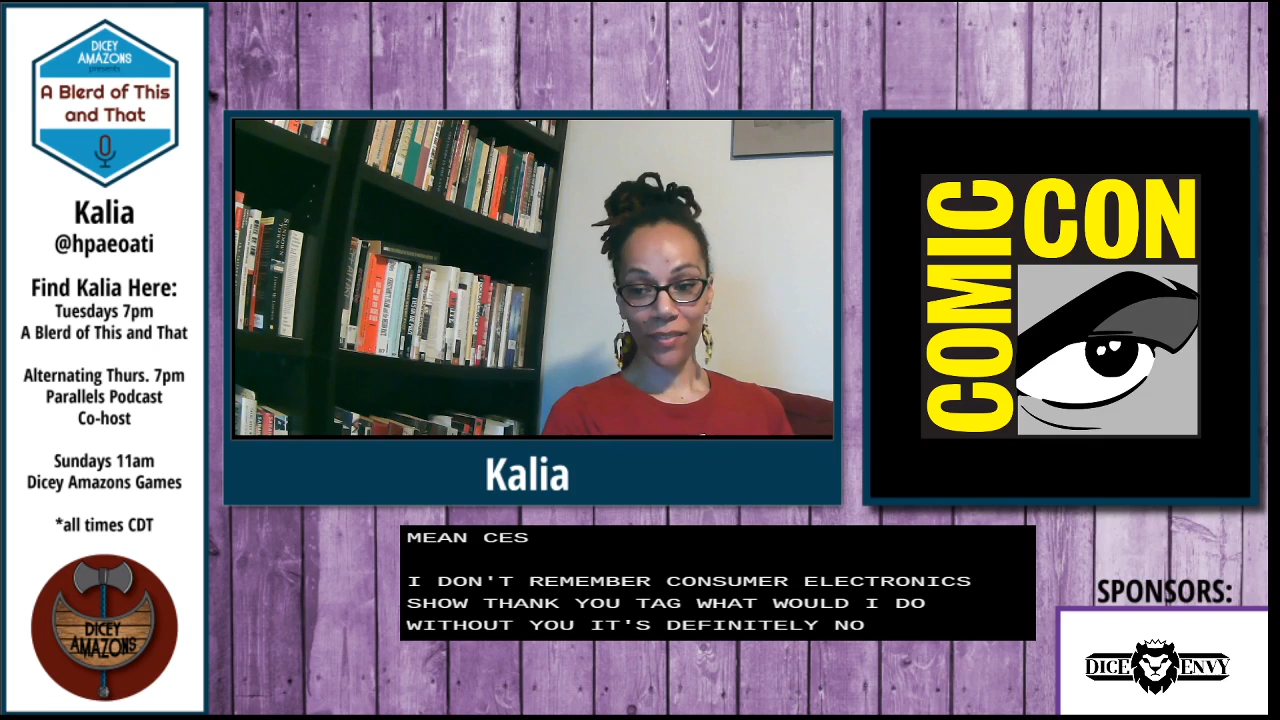 DICEY
AMAZONS
presents
A Blerd of This
and That
Kalia
@hpaeoati
Find Kalia Here:
Tuesdays 7pm
A Blerd of This and That
Alternating Thurs. 7pm
Parallels Podcast
Co-host
Sundays 11am
Dicey Amazons Games
*all times CDT
DICEY
AMAZONS
SUNDOWN
TOWNS
Kalia
COMIC
CON
MEAN CES
I DON'T REMEMBER CONSUMER ELECTRONICS
SHOW THANK YOU TAG WHAT WOULD I DO
WITHOUT YOU IT'S DEFINITELY NO
SPONSORS:
DICE ENVY